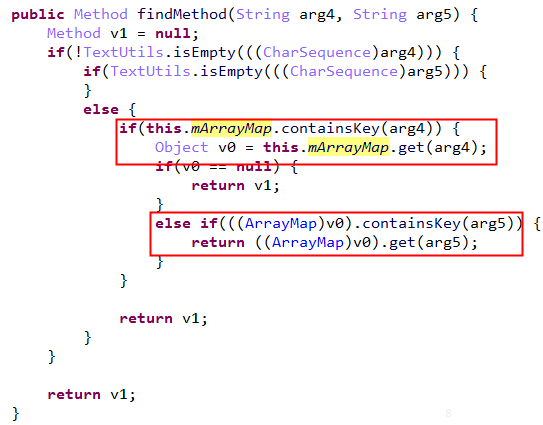 public Method findMethod(String arg4, String arg5) {
    Method v1 = null;
    if(!TextUtils.isEmpty(((CharSequence)arg4))) {
        if(TextUtils.isEmpty(((CharSequence)arg5))) {
        }
        else {
            if(this.mArrayMap.containsKey(arg4)) {
                Object v0 = this.mArrayMap.get(arg4);
                if(v0 == null) {
                    return v1;
                }
                else if(((ArrayMap)v0).containsKey(arg5)) {
                    return ((ArrayMap)v0).get(arg5);
                }
            }

            return v1;
        }
    }

    return v1;
}